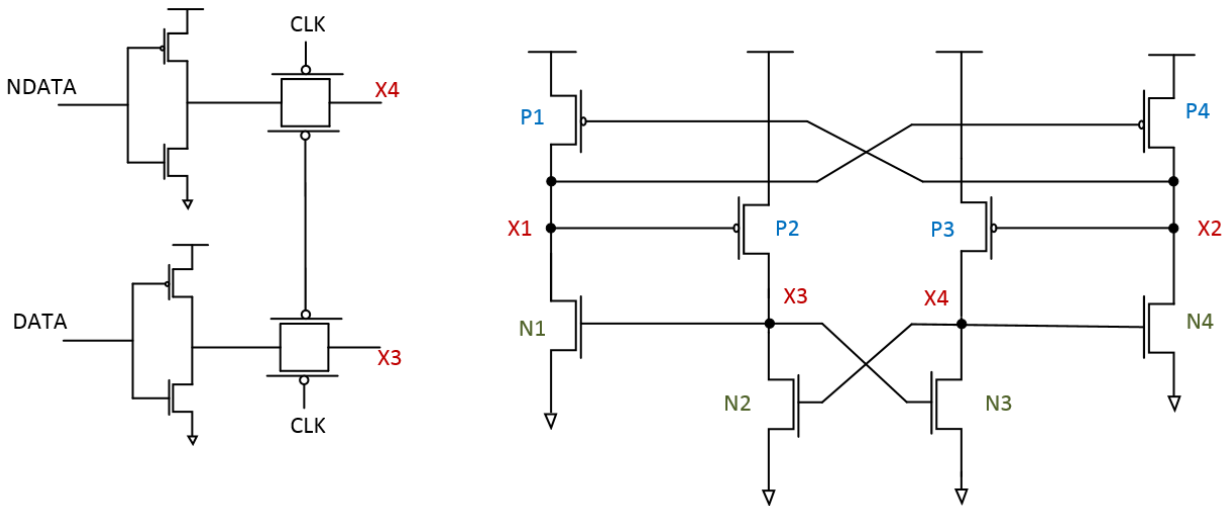 CLK
NDATA
X4
DATA
X3
CLK
P1
P4
X1
P2
P3
X2
X3
X4
N1
N4
N2
N3